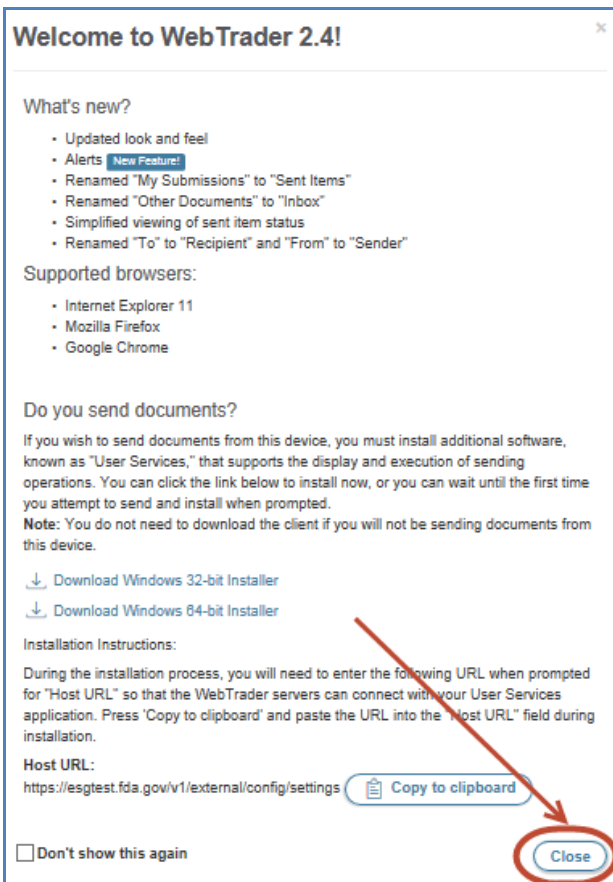 Welcome to WebTrader 2.4!
×
What's new?
• Updated look and feel
• Alerts New Feature!
• Renamed "My Submissions" to "Sent Items"
• Renamed "Other Documents" to "Inbox"
• Simplified viewing of sent item status
• Renamed "To" to "Recipient" and "From" to "Sender"
Supported browsers:
• Internet Explorer 11
• Mozilla Firefox
• Google Chrome
Do you send documents?
If you wish to send documents from this device, you must install additional software,
known as "User Services," that supports the display and execution of sending
operations. You can click the link below to install now, or you can wait until the first time
you attempt to send and install when prompted.
Note: You do not need to download the client if you will not be sending documents from
this device.
Download Windows 32-bit Installer
Download Windows 64-bit Installer
Installation Instructions:
During the installation process, you will need to enter the following URL when prompted
for "Host URL" so that the WebTrader servers can connect with your User Services
application. Press 'Copy to clipboard' and paste the URL into the "Host URL" field during
installation.
Host URL:
https://esgtest.fda.gov/v1/external/config/settings Copy to clipboard
Don't show this again
Close